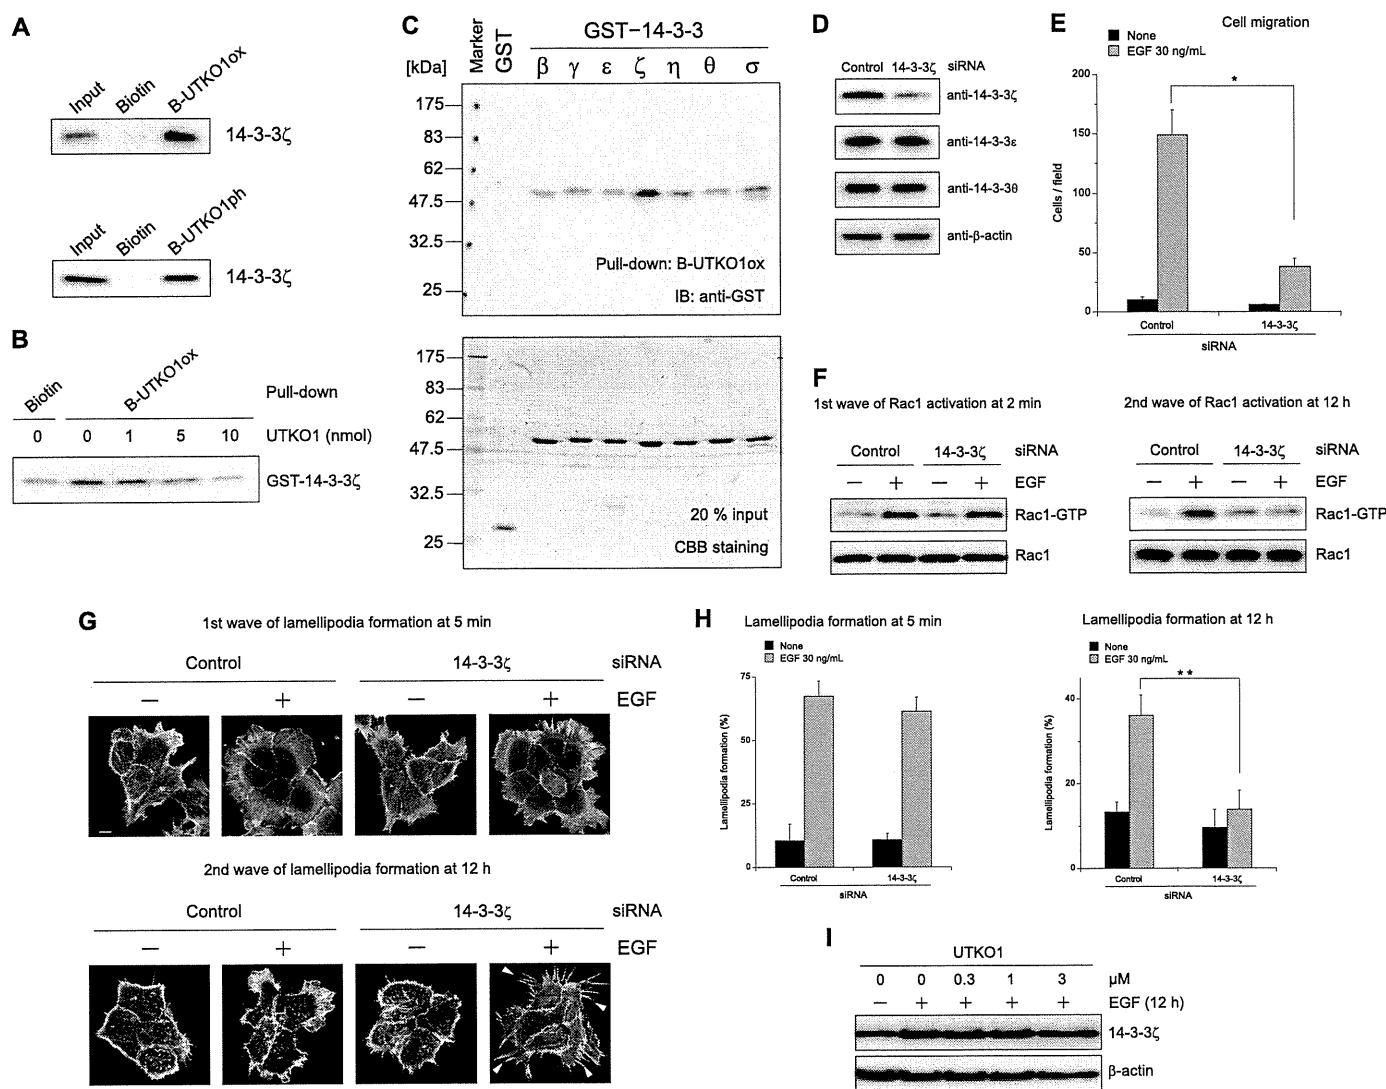 A
Input Biotin B-UTKO1ox
14-3-3ζ
Input Biotin B-UTKO1ph
14-3-3ζ
B
Biotin B-UTKO1ox Pull-down
0 0 1 5 10 UTKO1 (nmol)
GST-14-3-3ζ
C
[kDa] Marker GST GST−14-3-3
β γ ε ζ η θ σ
175
83
62
47.5
32.5
25
Pull-down: B-UTKO1ox
IB: anti-GST
175
83
62
47.5
32.5
25
20 % input
CBB staining
D
Control 14-3-3ζ siRNA
anti-14-3-3ζ
anti-14-3-3ε
anti-14-3-3θ
anti-β-actin
E
Cell migration
None
EGF 30 ng/mL
200
150
100
50
0
Cells / field
*
Control 14-3-3ζ
siRNA
F
1st wave of Rac1 activation at 2 min
Control 14-3-3ζ siRNA
− + − + EGF
Rac1-GTP
Rac1
2nd wave of Rac1 activation at 12 h
Control 14-3-3ζ siRNA
− + − + EGF
Rac1-GTP
Rac1
G
1st wave of lamellipodia formation at 5 min
Control 14-3-3ζ siRNA
− + − + EGF
2nd wave of lamellipodia formation at 12 h
Control 14-3-3ζ siRNA
− + − + EGF
H
Lamellipodia formation at 5 min
None
EGF 30 ng/mL
75
50
25
0
Lamellipodia formation (%)
Control 14-3-3ζ
siRNA
Lamellipodia formation at 12 h
None
EGF 30 ng/mL
40
20
0
Lamellipodia formation (%)
**
Control 14-3-3ζ
siRNA
I
UTKO1
0 0 0.3 1 3 μM
− + + + + EGF (12 h)
14-3-3ζ
β-actin